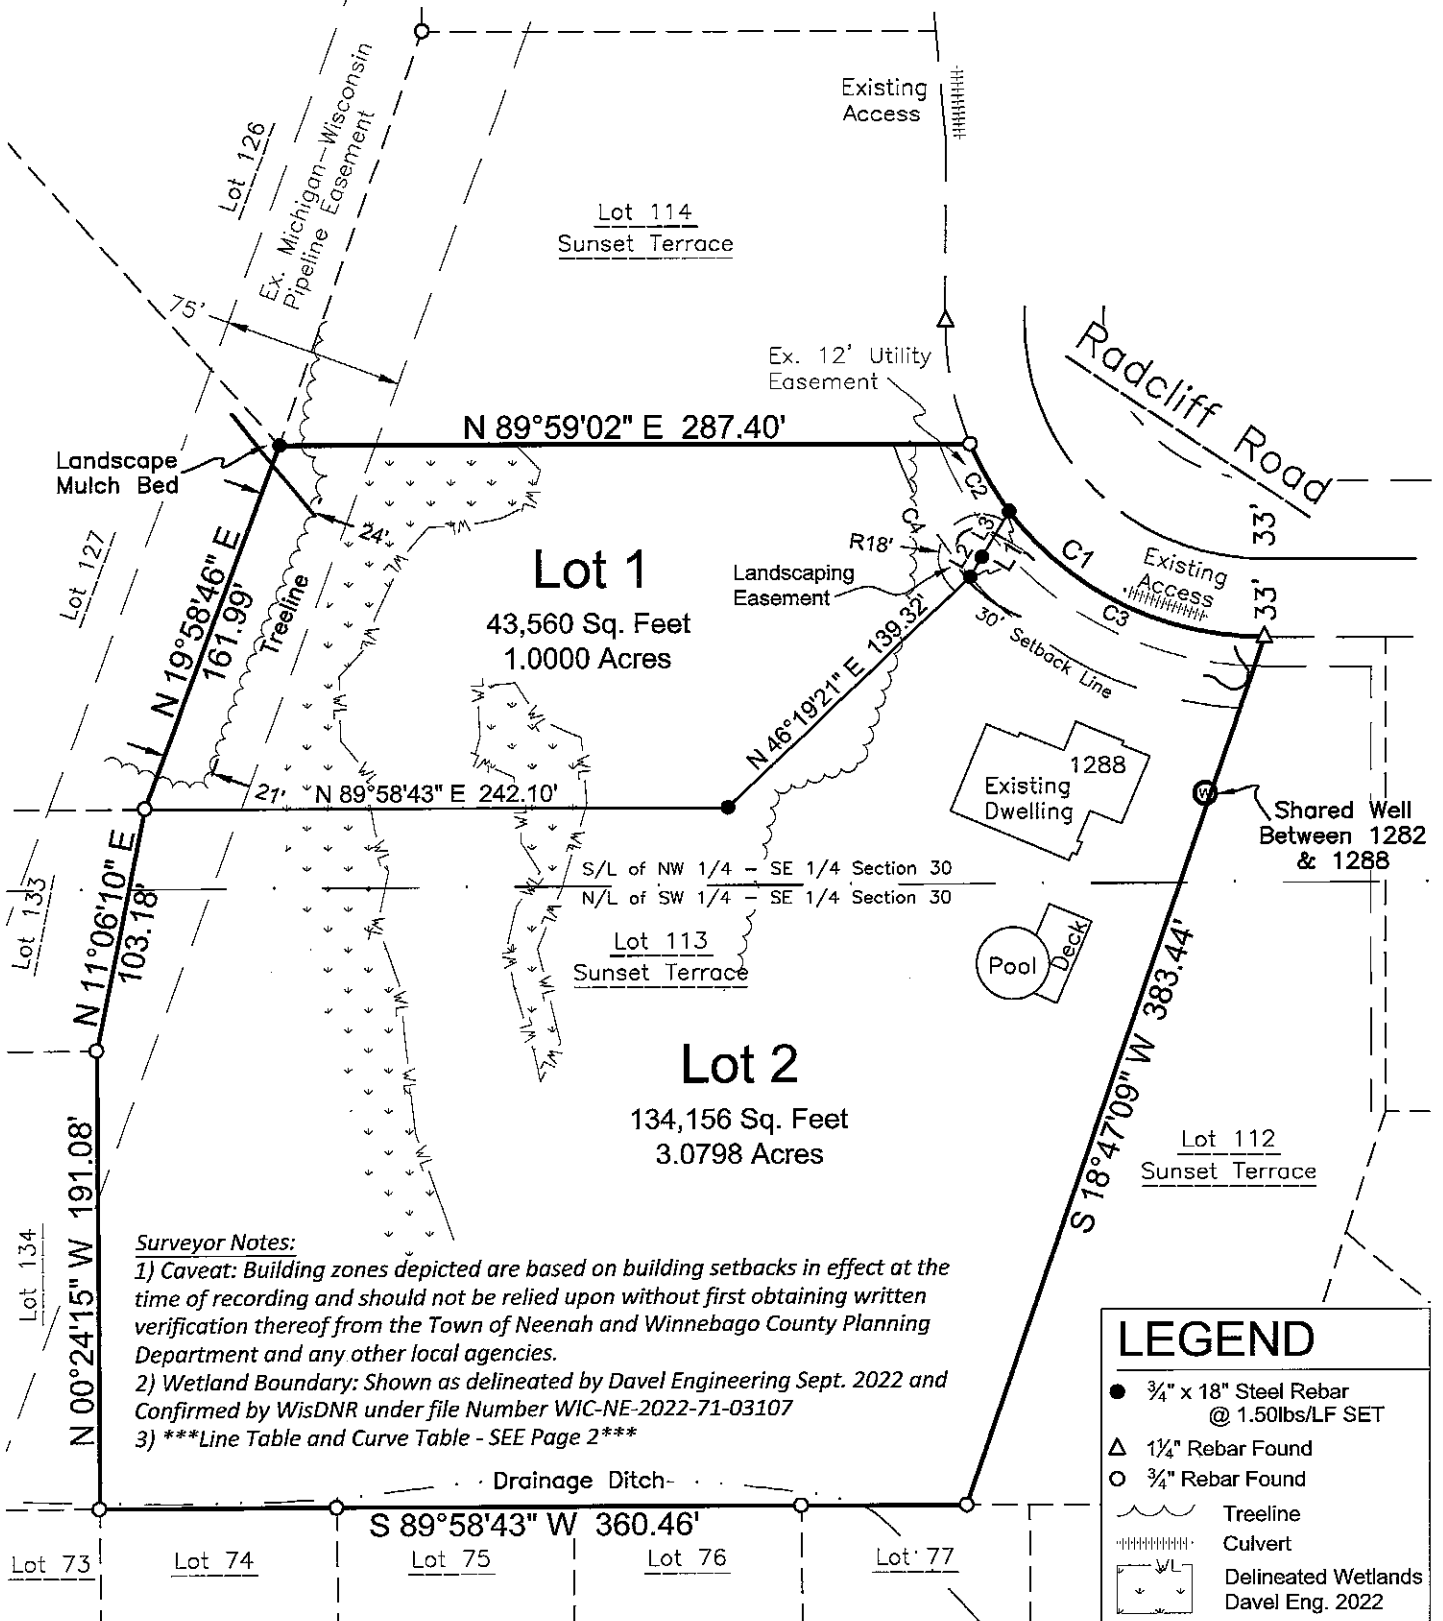 Existing
Access
Lot 126
Ex. Michigan-Wisconsin
Pipeline Easement
Lot 114
Sunset Terrace
75'
Ex. 12' Utility
Easement
Radcliff Road
N 89°59'02" E 287.40'
Landscape
Mulch Bed
24'
Lot 1
43,560 Sq. Feet
1.0000 Acres
C2
CA
L3
L2
L1
R18'
C1
33'
33'
Existing
Access
C3
Landscaping
Easement
30' Setback Line
Lot 127
N 19°58'46" E
161.99'
Treeline
N 46°19'21" E 139.32'
1288
Existing
Dwelling
W
Shared Well
Between 1282
& 1288
21'
N 89°58'43" E 242.10'
S/L of NW 1/4 - SE 1/4 Section 30
N/L of SW 1/4 - SE 1/4 Section 30
Lot 133
N 11°06'10" E
103.18'
Lot 113
Sunset Terrace
Pool
Deck
S 18°47'09" W 383.44'
WL
Lot 2
134,156 Sq. Feet
3.0798 Acres
Lot 112
Sunset Terrace
Lot 134
N 00°24'15" W 191.08'
Surveyor Notes:
1) Caveat: Building zones depicted are based on building setbacks in effect at the
time of recording and should not be relied upon without first obtaining written
verification thereof from the Town of Neenah and Winnebago County Planning
Department and any other local agencies.
2) Wetland Boundary: Shown as delineated by Davel Engineering Sept. 2022 and
Confirmed by WisDNR under file Number WIC-NE-2022-71-03107
3) ***Line Table and Curve Table - SEE Page 2***
Drainage Ditch
S 89°58'43" W 360.46'
Lot 73
Lot 74
Lot 75
Lot 76
Lot 77
LEGEND
¾" x 18" Steel Rebar
@ 1.50lbs/LF SET
1¼" Rebar Found
¾" Rebar Found
Treeline
Culvert
WL
Delineated Wetlands
Davel Eng. 2022